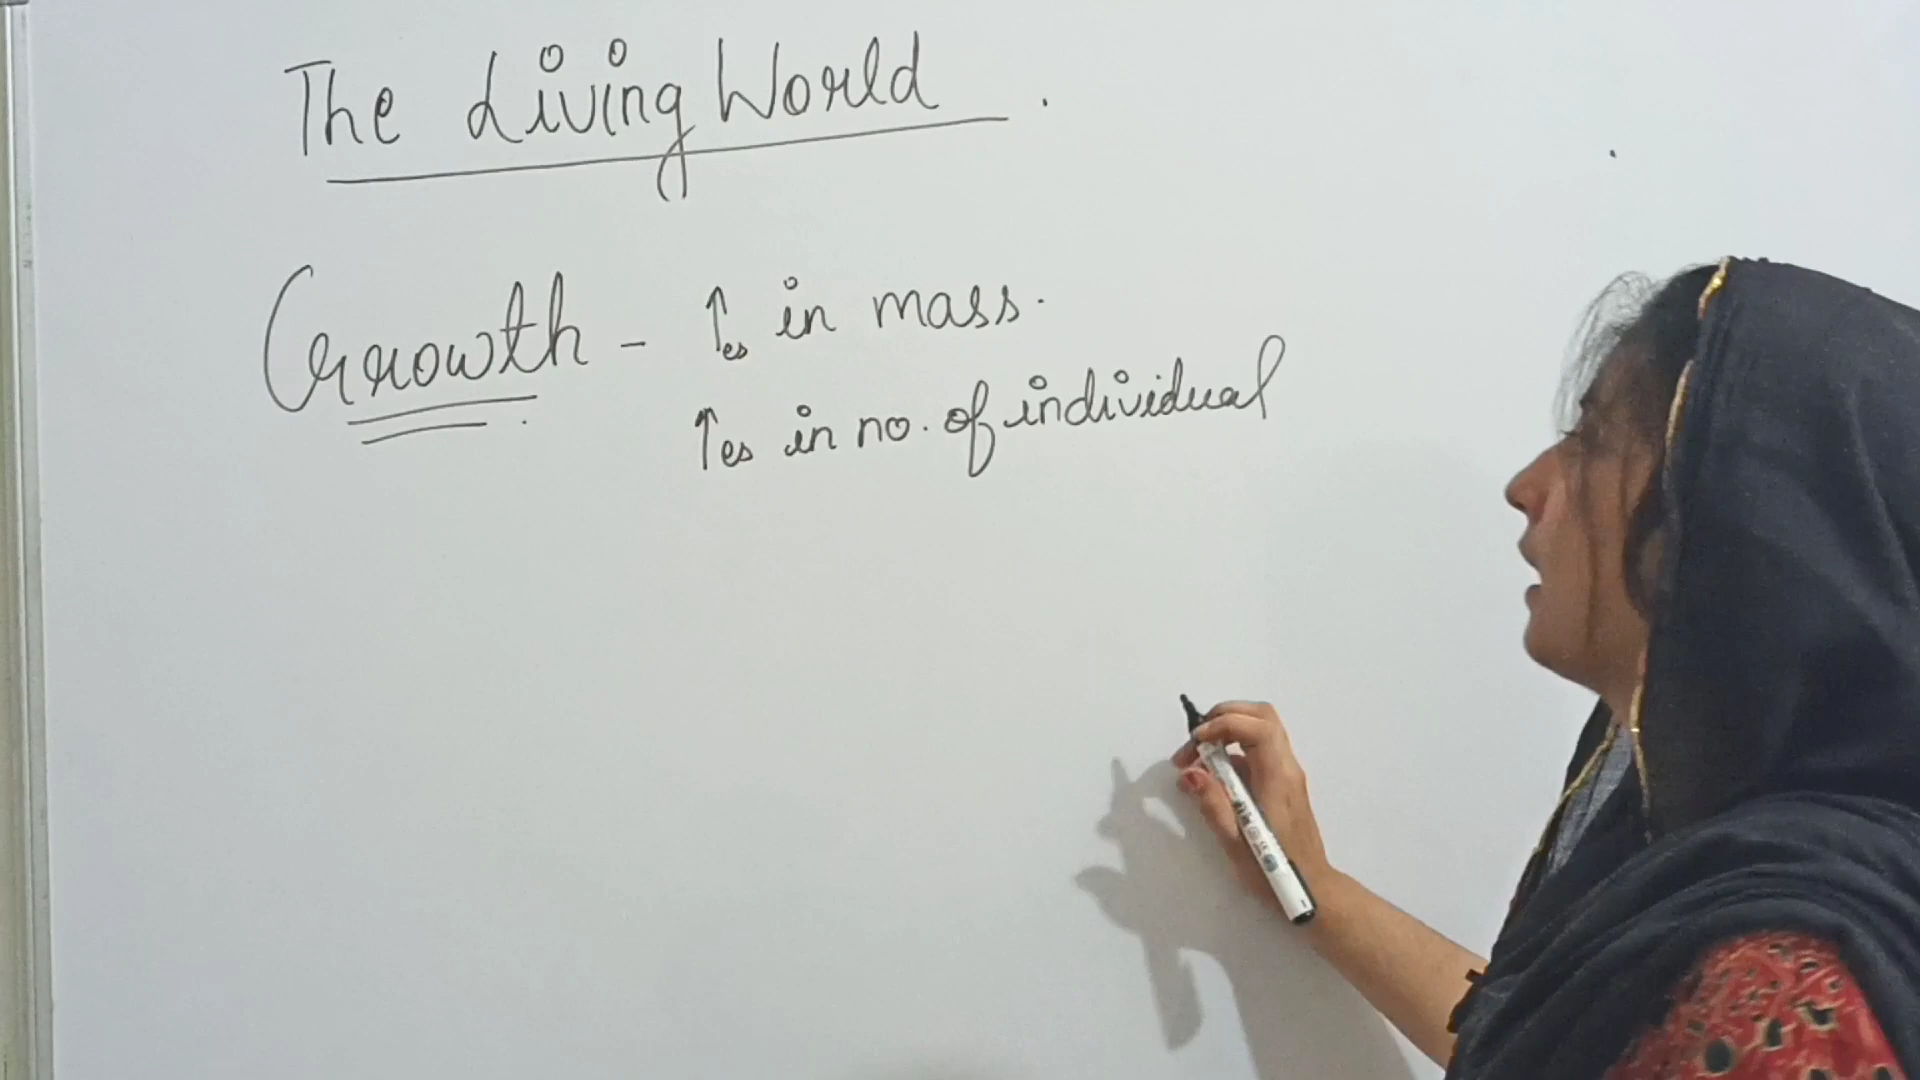 The Living World
Growth - ↑es in mass.
↑es in no. of individual